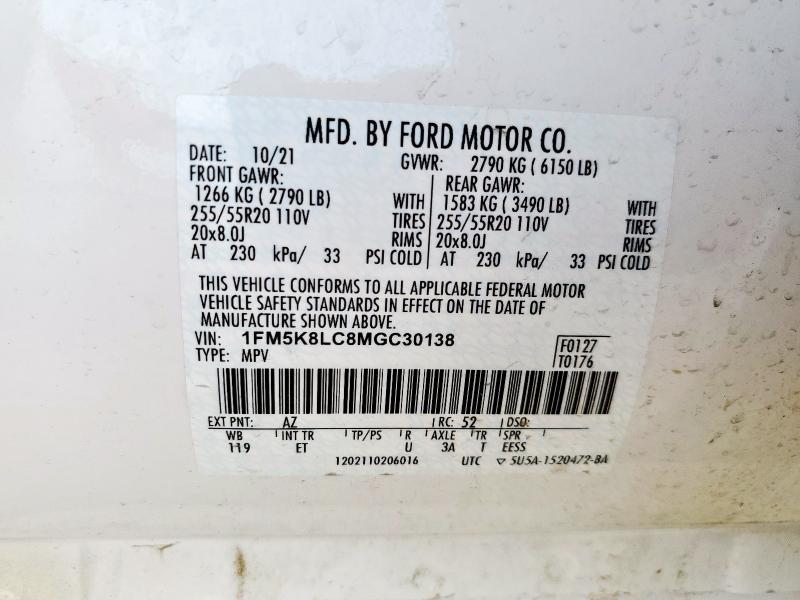 MFD. BY FORD MOTOR CO.
DATE: 10/21 GVWR: 2790 KG ( 6150 LB)
FRONT GAWR: REAR GAWR:
1266 KG ( 2790 LB) WITH 1583 KG ( 3490 LB) WITH
255/55R20 110V TIRES 255/55R20 110V TIRES
20x8.0J RIMS 20x8.0J RIMS
AT 230 kPa/ 33 PSI COLD AT 230 kPa/ 33 PSI COLD
THIS VEHICLE CONFORMS TO ALL APPLICABLE FEDERAL MOTOR
VEHICLE SAFETY STANDARDS IN EFFECT ON THE DATE OF
MANUFACTURE SHOWN ABOVE.
VIN: 1FM5K8LC8MGC30138 F0127
TYPE: MPV T0176
EXT PNT: AZ RC: 52 DSO:
WB INT TR TP/PS R AXLE TR SPR
119 ET U 3A T EESS
1202110206016 UTC ▽ 5U5A-1520472-BA